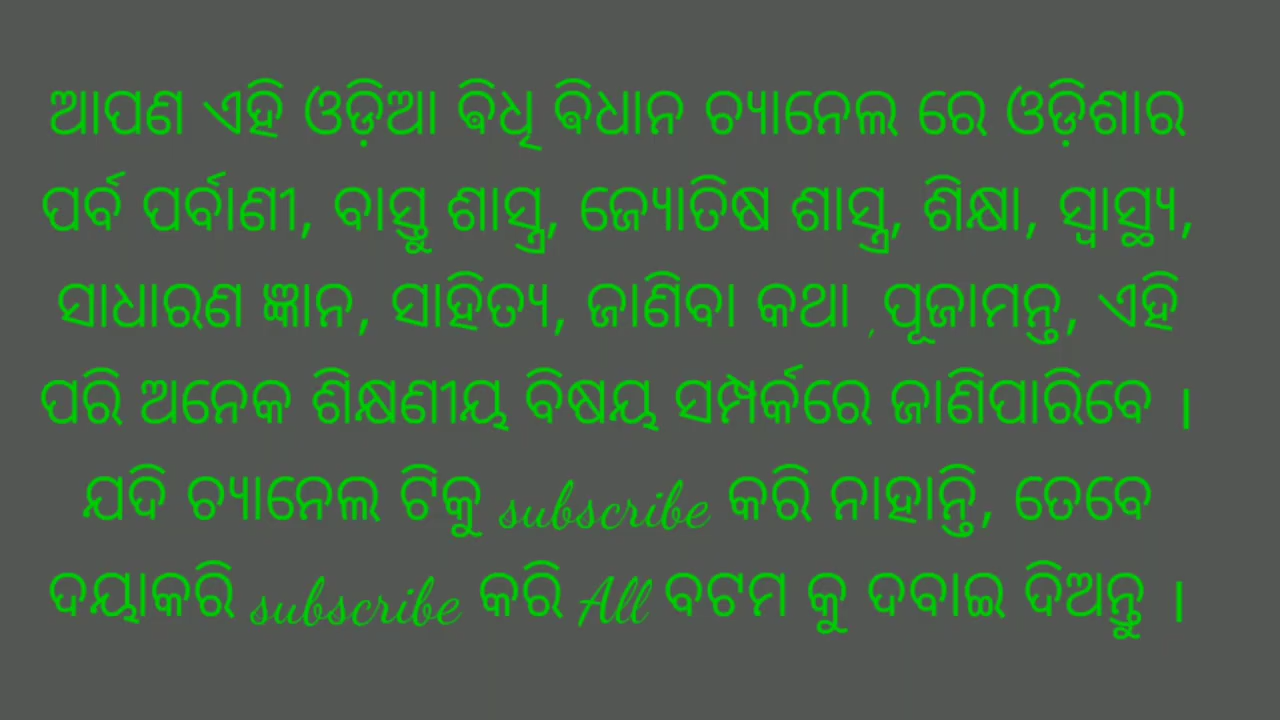 ଆପଣ ଏହି ଓଡ଼ିଆ ଵିଧି ଵିଧାନ ଚ୍ୟାନେଲ ରେ ଓଡ଼ିଶାର
ପର୍ବ ପର୍ବାଣୀ, ବାସ୍ତୁ ଶାସ୍ତ୍ର, ଜ୍ୟୋତିଷ ଶାସ୍ତ୍ର, ଶିକ୍ଷା, ସ୍ୱାସ୍ଥ୍ୟ,
ସାଧାରଣ ଜ୍ଞାନ, ସାହିତ୍ୟ, ଜାଣିବା କଥା ,ପୂଜାମନ୍ତ, ଏହି
ପରି ଅନେକ ଶିକ୍ଷଣୀୟ ବିଷୟ ସମ୍ପର୍କରେ ଜାଣିପାରିବେ ।
ଯଦି ଚ୍ୟାନେଲ ଟିକୁ subscribe କରି ନାହାନ୍ତି, ତେବେ
ଦୟାକରି subscribe କରି All ବଟମ କୁ ଦବାଇ ଦିଅନ୍ତୁ ।